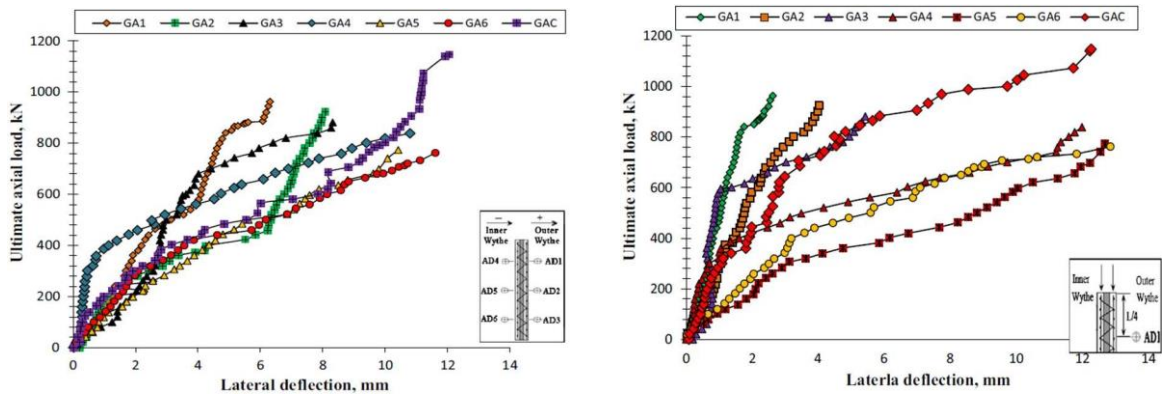 GA1 GA2 GA3 GA4 GA5 GA6 GAC
Ultimate axial load, kN
1200
1000
800
600
400
200
0
0 2 4 6 8 10 12 14
Lateral deflection, mm
− +
Inner Outer
Wythe Wythe
AD4 AD1
AD5 AD2
AD6 AD3
GA1 GA2 GA3 GA4 GA5 GA6 GAC
Ultimate axial load, kN
1200
1000
800
600
400
200
0
0 2 4 6 8 10 12 14
Laterla deflection, mm
Inner Outer
Wythe Wythe
1/4
AD1